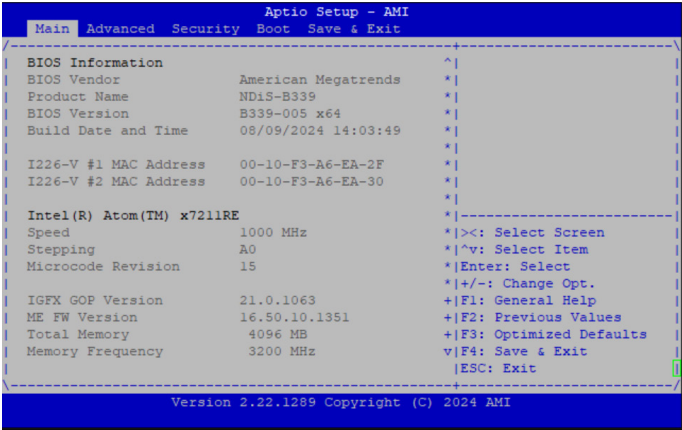 Aptio Setup - AMI
Main Advanced Security Boot Save & Exit
/----------------------------------------------------+------------------------\
| BIOS Information ^|
| BIOS Vendor American Megatrends *|
| Product Name NDiS-B339 *|
| BIOS Version B339-005 x64 *|
| Build Date and Time 08/09/2024 14:03:49 *|
| *|
| I226-V #1 MAC Address 00-10-F3-A6-EA-2F *|
| I226-V #2 MAC Address 00-10-F3-A6-EA-30 *|
| *|
| Intel(R) Atom(TM) x7211RE *|------------------------|
| Speed 1000 MHz *|><: Select Screen |
| Stepping A0 *|^v: Select Item |
| Microcode Revision 15 *|Enter: Select |
| *|+/-: Change Opt. |
| IGFX GOP Version 21.0.1063 +|F1: General Help |
| ME FW Version 16.50.10.1351 +|F2: Previous Values |
| Total Memory 4096 MB +|F3: Optimized Defaults |
| Memory Frequency 3200 MHz v|F4: Save & Exit |
| |ESC: Exit |
\----------------------------------------------------+------------------------/
Version 2.22.1289 Copyright (C) 2024 AMI